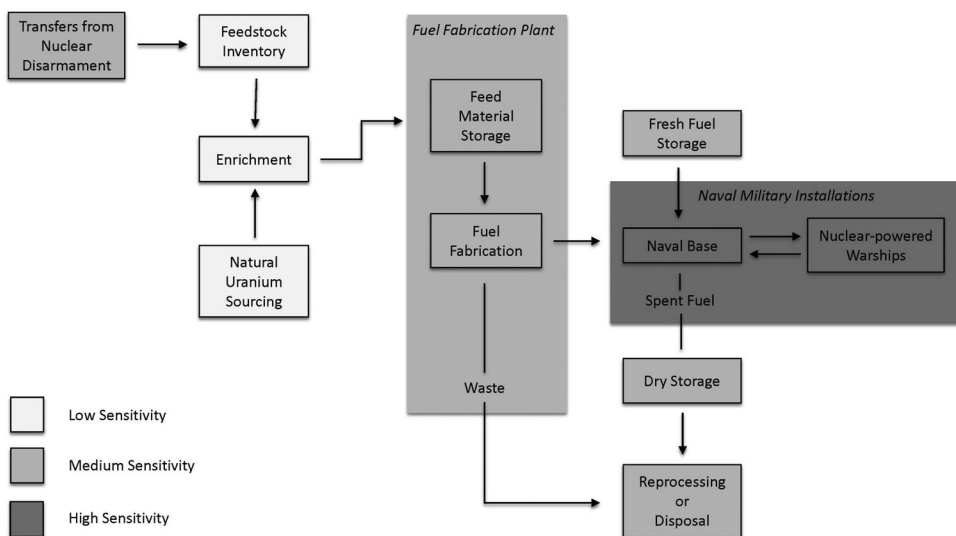 Transfers from
Nuclear
Disarmament
Feedstock
Inventory
Enrichment
Natural
Uranium
Sourcing
Fuel Fabrication Plant
Feed
Material
Storage
Fuel
Fabrication
Waste
Fresh Fuel
Storage
Naval Military Installations
Naval Base
Nuclear-powered
Warships
Spent Fuel
Dry Storage
Reprocessing
or
Disposal
Low Sensitivity
Medium Sensitivity
High Sensitivity